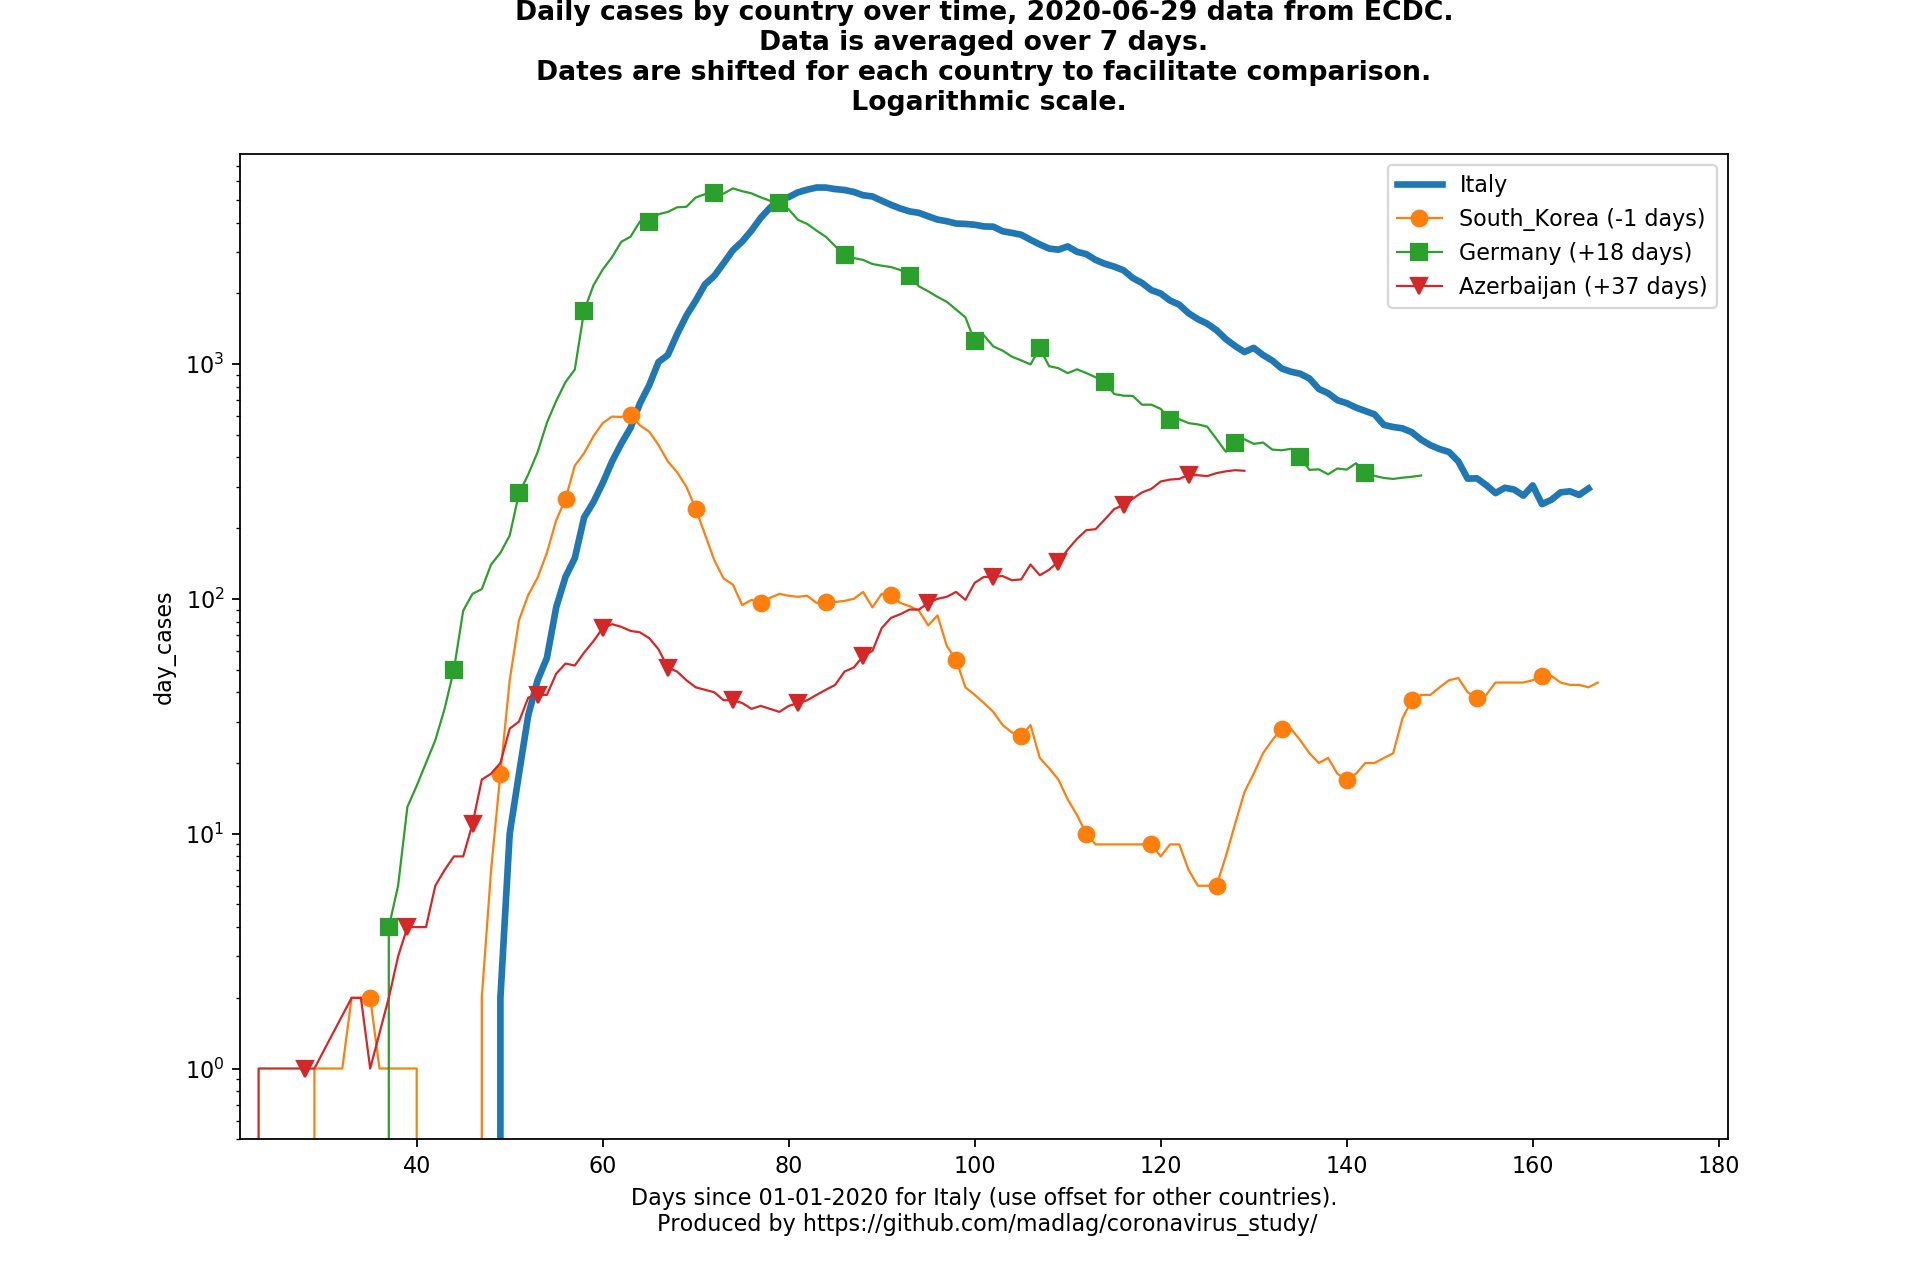 Daily cases by country over time, 2020-06-29 data from ECDC.
Data is averaged over 7 days.
Dates are shifted for each country to facilitate comparison.
Logarithmic scale.
Italy
South_Korea (-1 days)
Germany (+18 days)
Azerbaijan (+37 days)
day_cases
10³
10²
10¹
10⁰
40 60 80 100 120 140 160 180
Days since 01-01-2020 for Italy (use offset for other countries).
Produced by https://github.com/madlag/coronavirus_study/